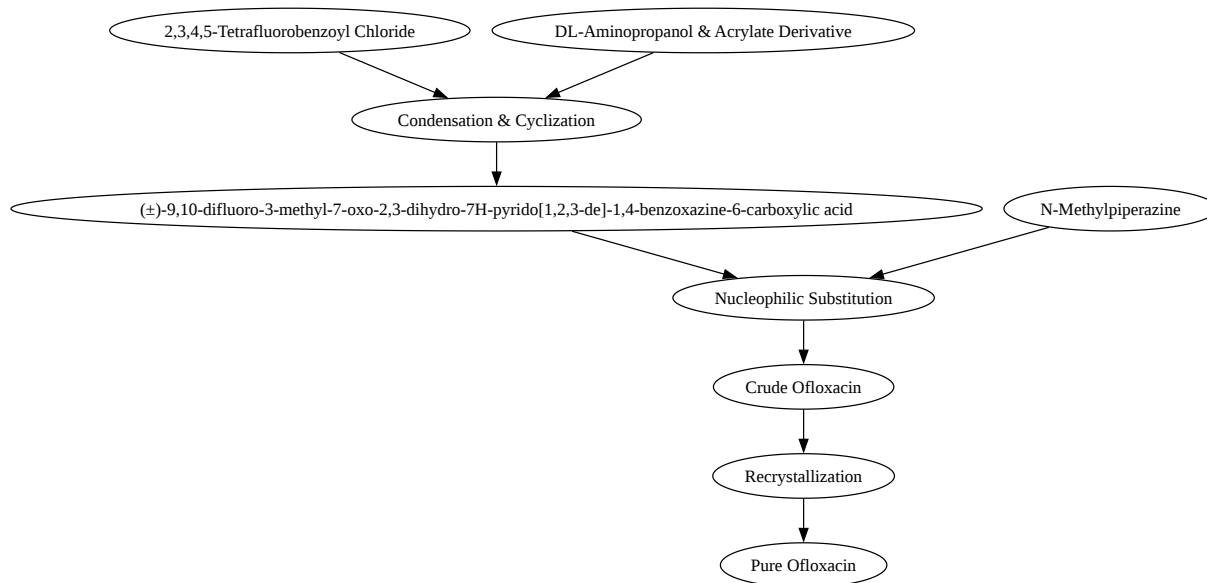 2,3,4,5-Tetrafluorobenzoyl Chloride
DL-Aminopropanol & Acrylate Derivative
Condensation & Cyclization
(±)-9,10-difluoro-3-methyl-7-oxo-2,3-dihydro-7H-pyrido[1,2,3-de]-1,4-benzoxazine-6-carboxylic acid
N-Methylpiperazine
Nucleophilic Substitution
Crude Ofloxacin
Recrystallization
Pure Ofloxacin